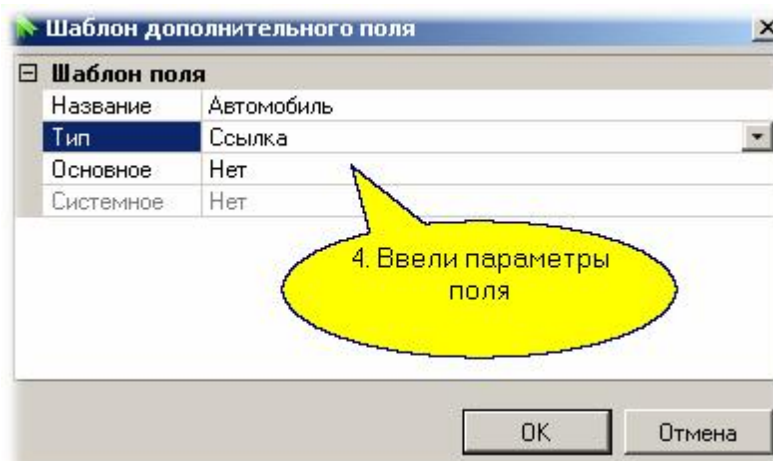 Шаблон дополнительного поля
Шаблон поля
Название Автомобиль
Тип Ссылка
Основное Нет
Системное Нет
4. Ввели параметры
поля
OK Отмена